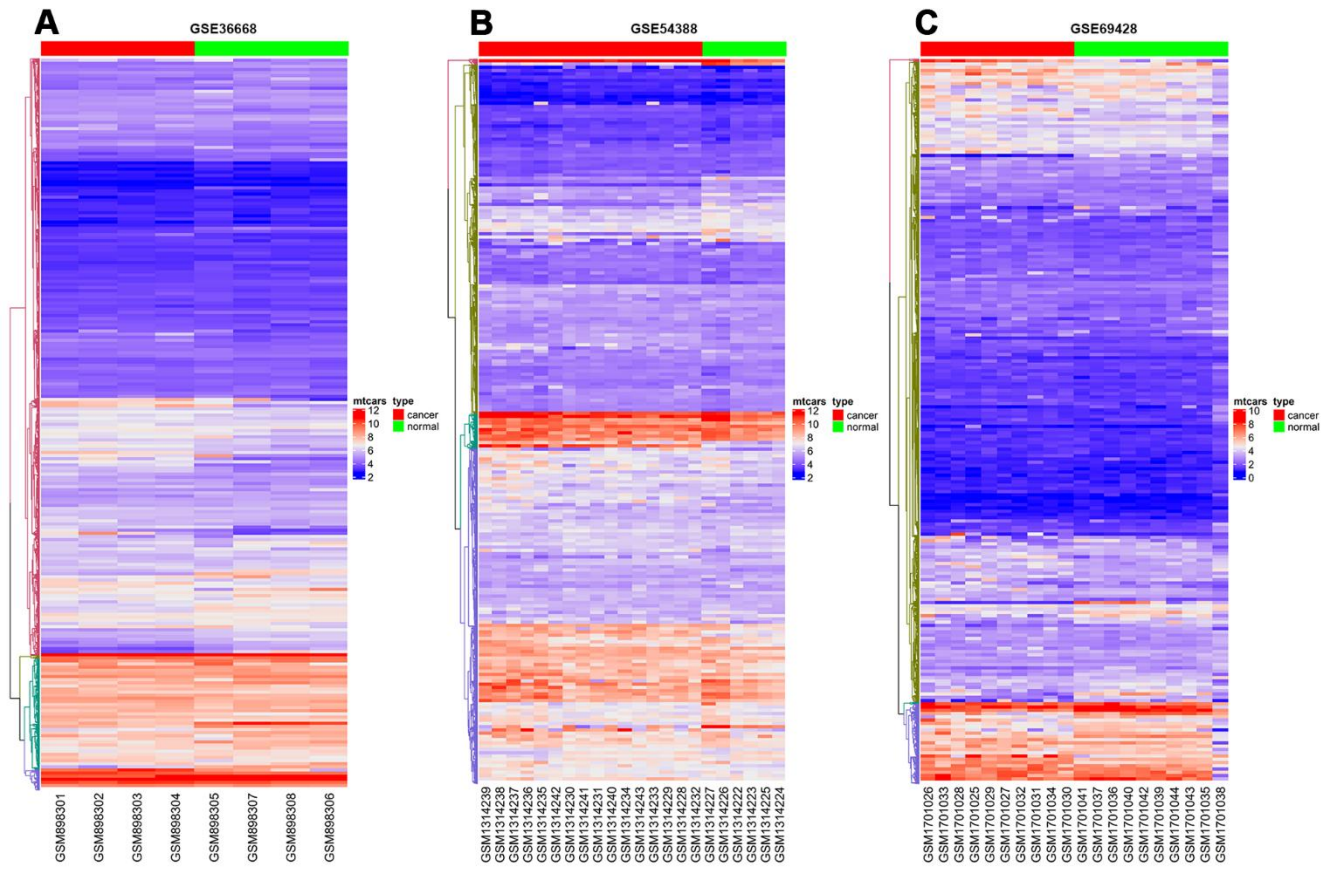 A
GSE36668
mtcars
12
10
8
6
4
2
type
cancer
normal
GSM898301
GSM898302
GSM898303
GSM898304
GSM898305
GSM898307
GSM898308
GSM898306
B
GSE54388
mtcars
12
10
8
6
4
2
type
cancer
normal
GSM1314239
GSM1314238
GSM1314237
GSM1314236
GSM1314235
GSM1314242
GSM1314230
GSM1314241
GSM1314231
GSM1314234
GSM1314240
GSM1314243
GSM1314233
GSM1314229
GSM1314228
GSM1314232
GSM1314227
GSM1314226
GSM1314222
GSM1314223
GSM1314225
GSM1314224
C
GSE69428
mtcars
10
8
6
4
2
0
type
cancer
normal
GSM1701026
GSM1701033
GSM1701028
GSM1701025
GSM1701029
GSM1701027
GSM1701032
GSM1701031
GSM1701034
GSM1701030
GSM1701041
GSM1701037
GSM1701036
GSM1701040
GSM1701042
GSM1701039
GSM1701044
GSM1701043
GSM1701035
GSM1701038